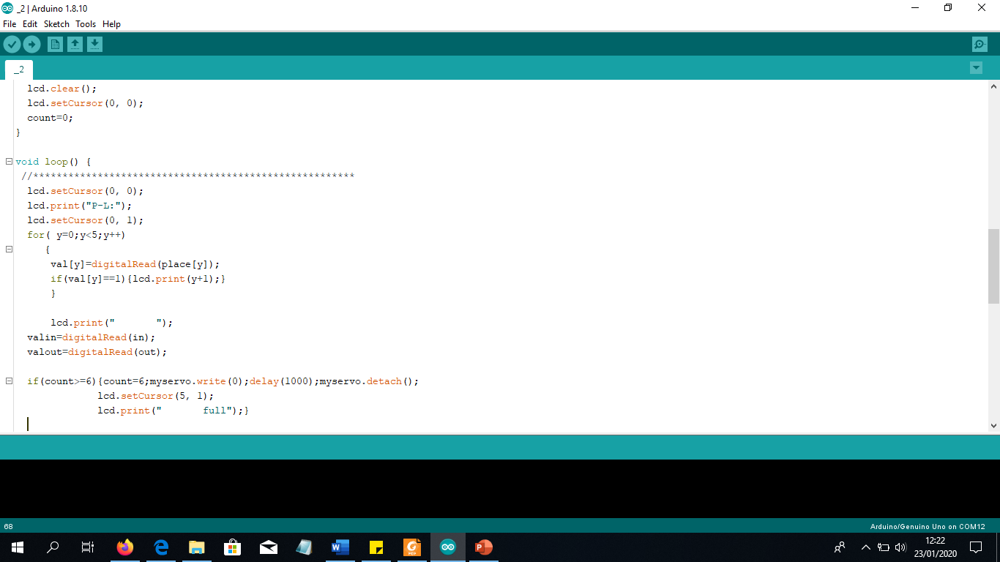 _2 | Arduino 1.8.10
File Edit Sketch Tools Help
_2
lcd.clear();
lcd.setCursor(0, 0);
count=0;
}
void loop() {
//*******************************************************
lcd.setCursor(0, 0);
lcd.print("P-L:");
lcd.setCursor(0, 1);
for( y=0;y<5;y++)
{
val[y]=digitalRead(place[y]);
if(val[y]==1){lcd.print(y+1);}
}
lcd.print("       ");
valin=digitalRead(in);
valout=digitalRead(out);
if(count>=6){count=6;myservo.write(0);delay(1000);myservo.detach();
lcd.setCursor(5, 1);
lcd.print("       full");}
68
Arduino/Genuino Uno on COM12
12:22
23/01/2020